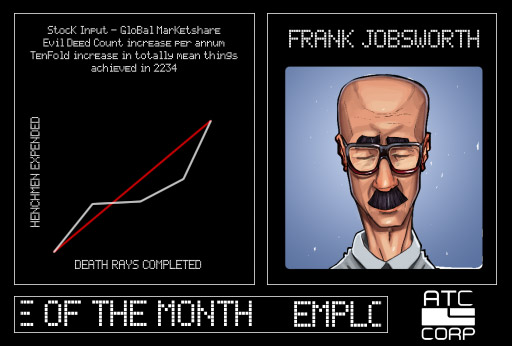 StocK Input - GloBal MarKetshare
Evil Deed Count increase per annum
TenFold increase in totally mean things
achieved in 2234
HENCHMEN EXPENDED
DEATH RAYS COMPLETED
FRANK JOBSWORTH
E OF THE MONTH EMPLO
ATC
CORP